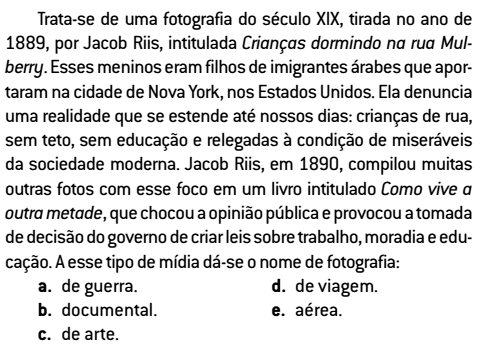 Trata-se de uma fotografia do século XIX, tirada no ano de
1889, por Jacob Riis, intitulada Crianças dormindo na rua Mul-
berry. Esses meninos eram filhos de imigrantes árabes que apor-
taram na cidade de Nova York, nos Estados Unidos. Ela denuncia
uma realidade que se estende até nossos dias: crianças de rua,
sem teto, sem educação e relegadas à condição de miseráveis
da sociedade moderna. Jacob Riis, em 1890, compilou muitas
outras fotos com esse foco em um livro intitulado Como vive a
outra metade, que chocou a opinião pública e provocou a tomada
de decisão do governo de criar leis sobre trabalho, moradia e edu-
cação. A esse tipo de mídia dá-se o nome de fotografia:
a. de guerra.
b. documental.
c. de arte.
d. de viagem.
e. aérea.